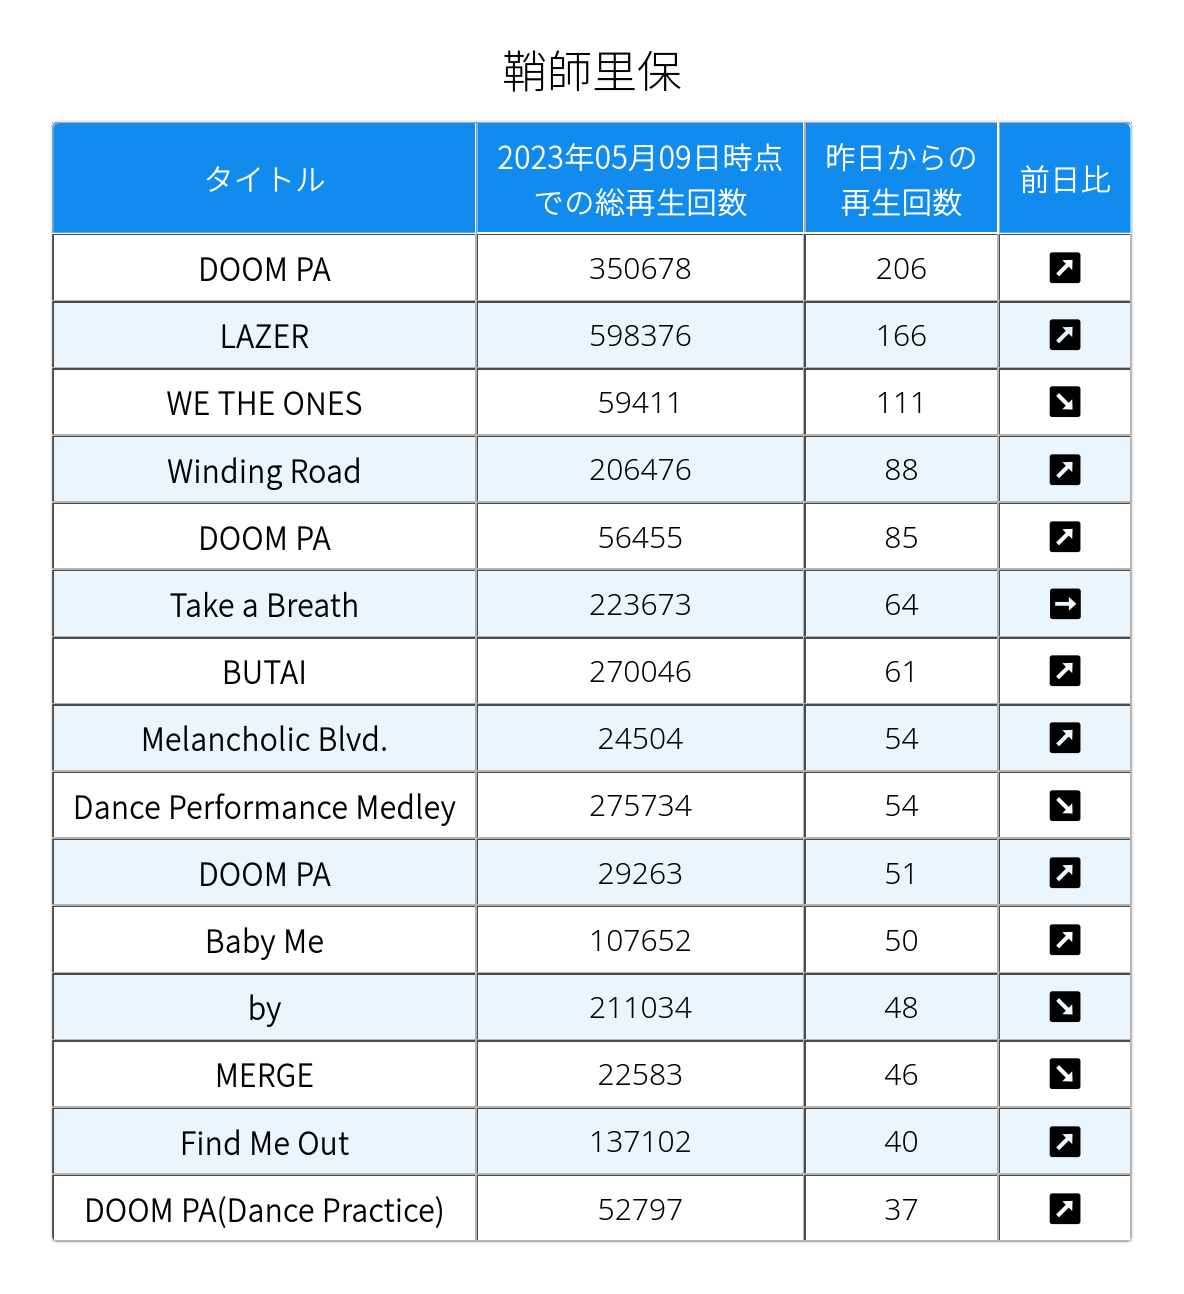 鞘師里保
タイトル 2023年05月09日時点での総再生回数 昨日からの再生回数 前日比
DOOM PA 350678 206 ↗
LAZER 598376 166 ↗
WE THE ONES 59411 111 ↘
Winding Road 206476 88 ↗
DOOM PA 56455 85 ↗
Take a Breath 223673 64 →
BUTAI 270046 61 ↗
Melancholic Blvd. 24504 54 ↗
Dance Performance Medley 275734 54 ↘
DOOM PA 29263 51 ↗
Baby Me 107652 50 ↗
by 211034 48 ↘
MERGE 22583 46 ↘
Find Me Out 137102 40 ↗
DOOM PA(Dance Practice) 52797 37 ↗